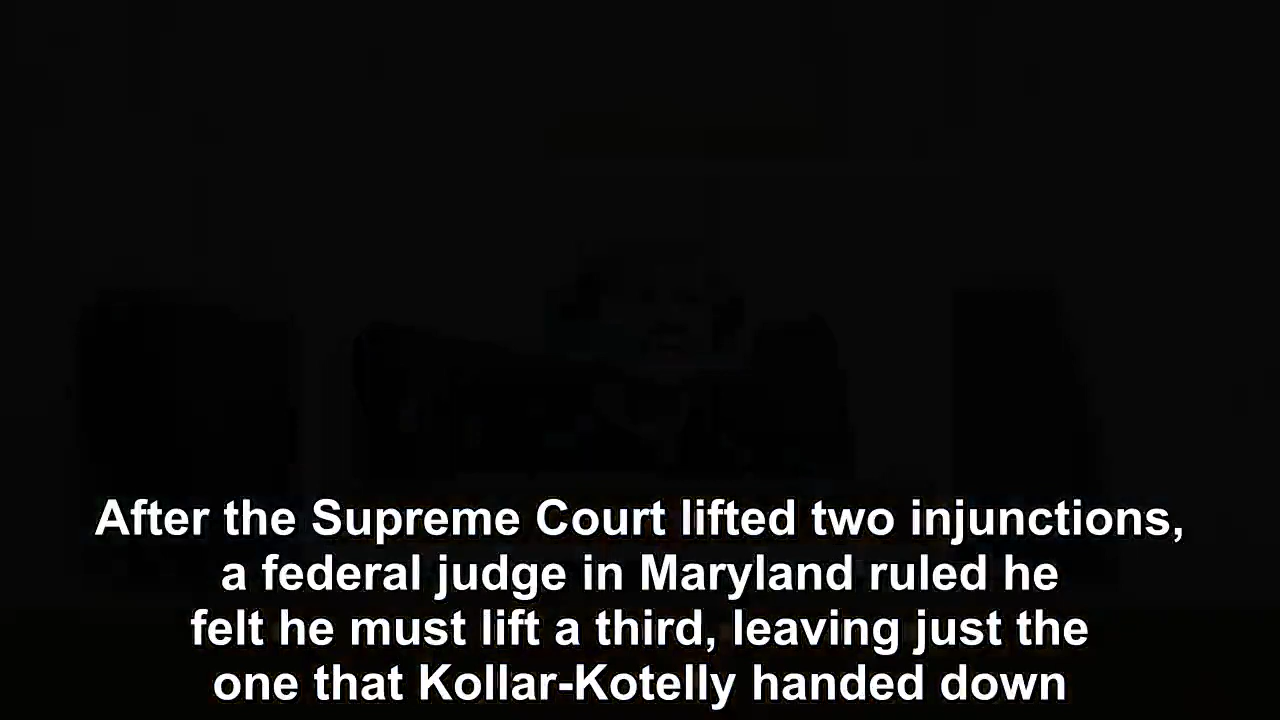 After the Supreme Court lifted two injunctions,
a federal judge in Maryland ruled he
felt he must lift a third, leaving just the
one that Kollar-Kotelly handed down